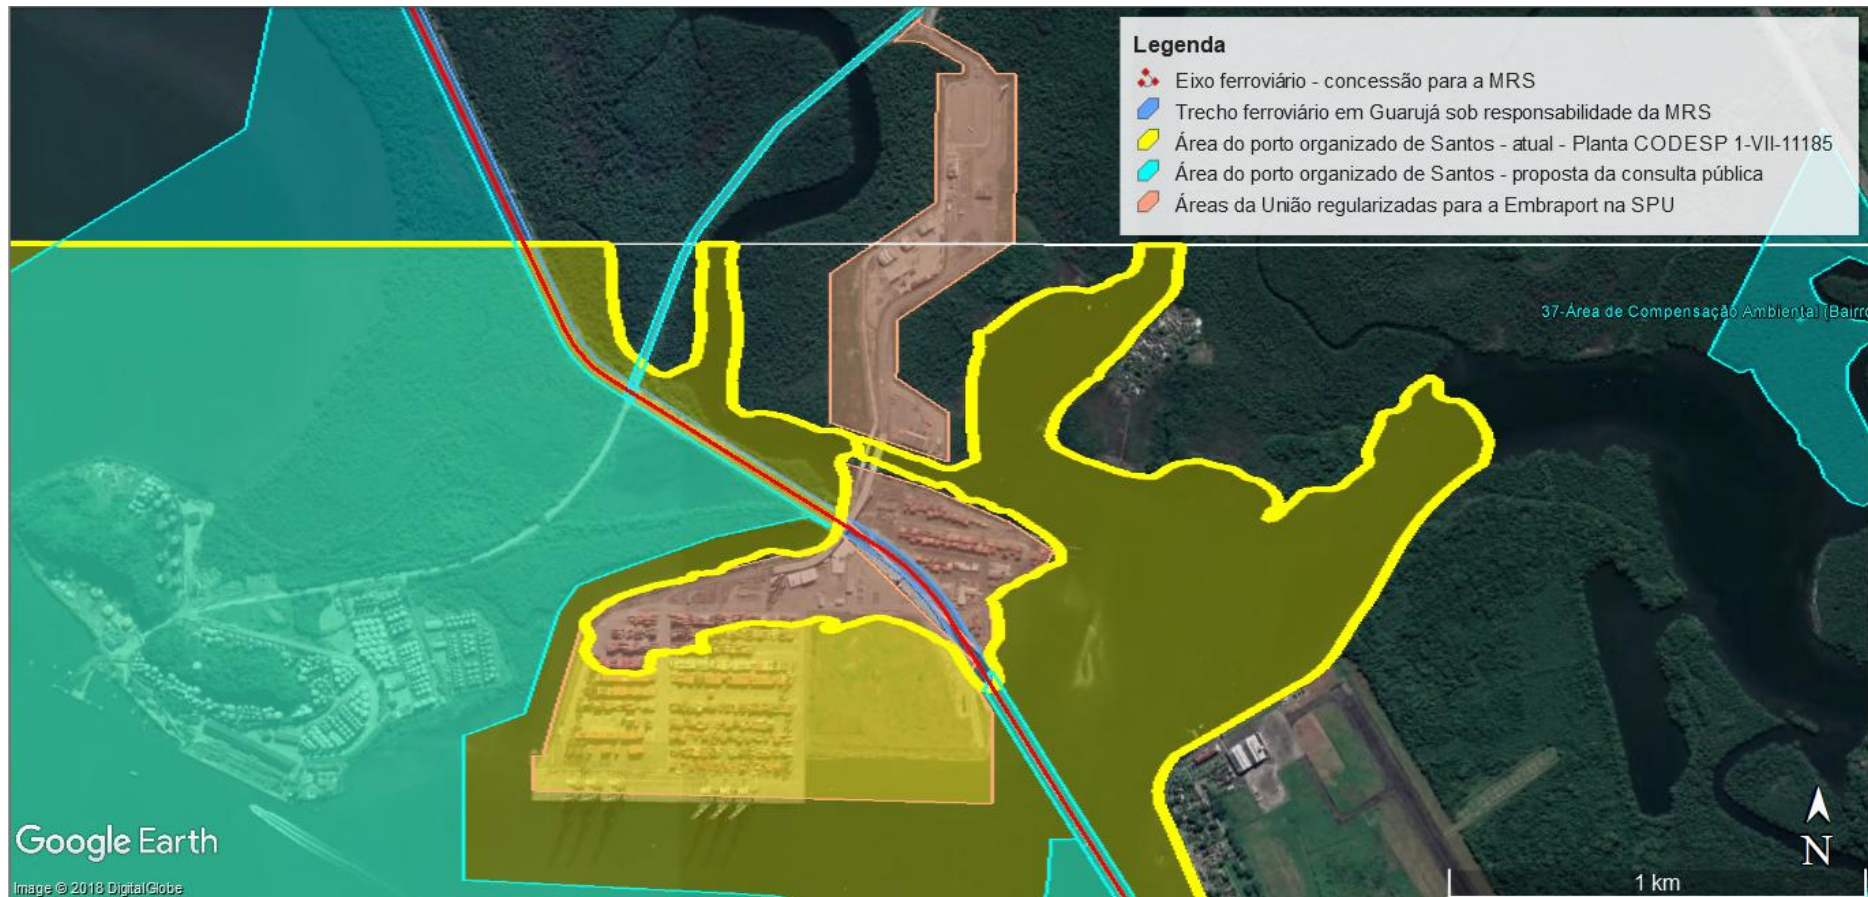 Legenda
Eixo ferroviário - concessão para a MRS
Trecho ferroviário em Guarujá sob responsabilidade da MRS
Área do porto organizado de Santos - atual - Planta CODESP 1-VII-11185
Área do porto organizado de Santos - proposta da consulta pública
Áreas da União regularizadas para a Embraport na SPU
37-Área de Compensação Ambiental (Bairro
Google Earth
Image © 2018 DigitalGlobe
N
1 km